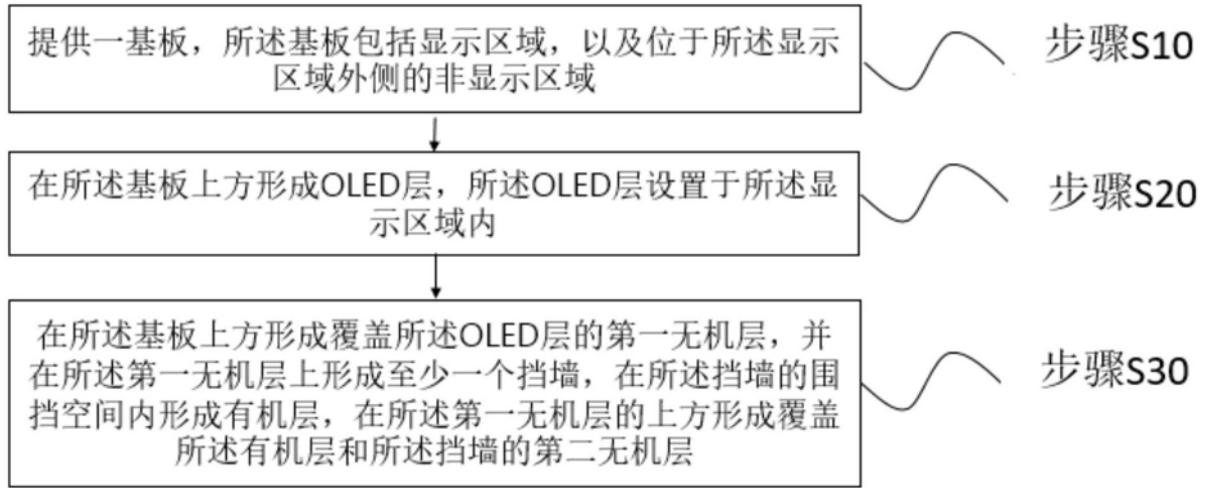 提供一基板，所述基板包括显示区域，以及位于所述显示
区域外侧的非显示区域
步骤S10
在所述基板上方形成OLED层，所述OLED层设置于所述显
示区域内
步骤S20
在所述基板上方形成覆盖所述OLED层的第一无机层，并
在所述第一无机层上形成至少一个挡墙，在所述挡墙的围
挡空间内形成有机层，在所述第一无机层的上方形成覆盖
所述有机层和所述挡墙的第二无机层
步骤S30